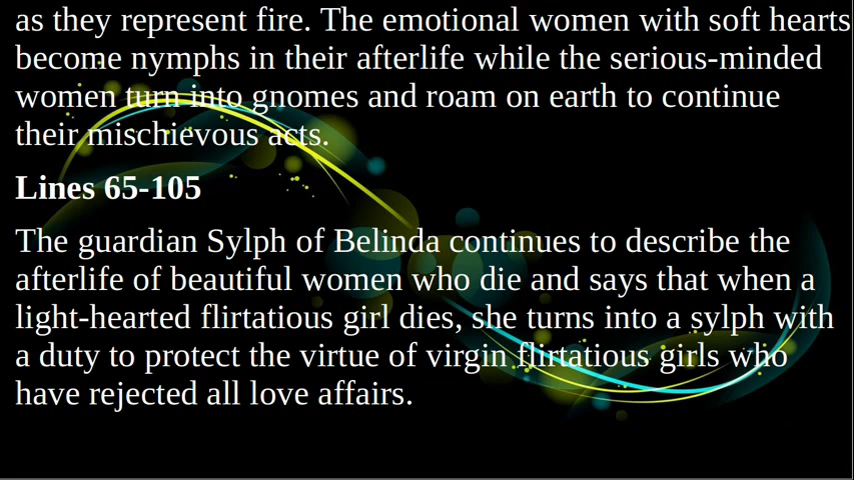 as they represent fire. The emotional women with soft hearts
become nymphs in their afterlife while the serious-minded
women turn into gnomes and roam on earth to continue
their mischievous acts.
Lines 65-105
The guardian Sylph of Belinda continues to describe the
afterlife of beautiful women who die and says that when a
light-hearted flirtatious girl dies, she turns into a sylph with
a duty to protect the virtue of virgin flirtatious girls who
have rejected all love affairs.